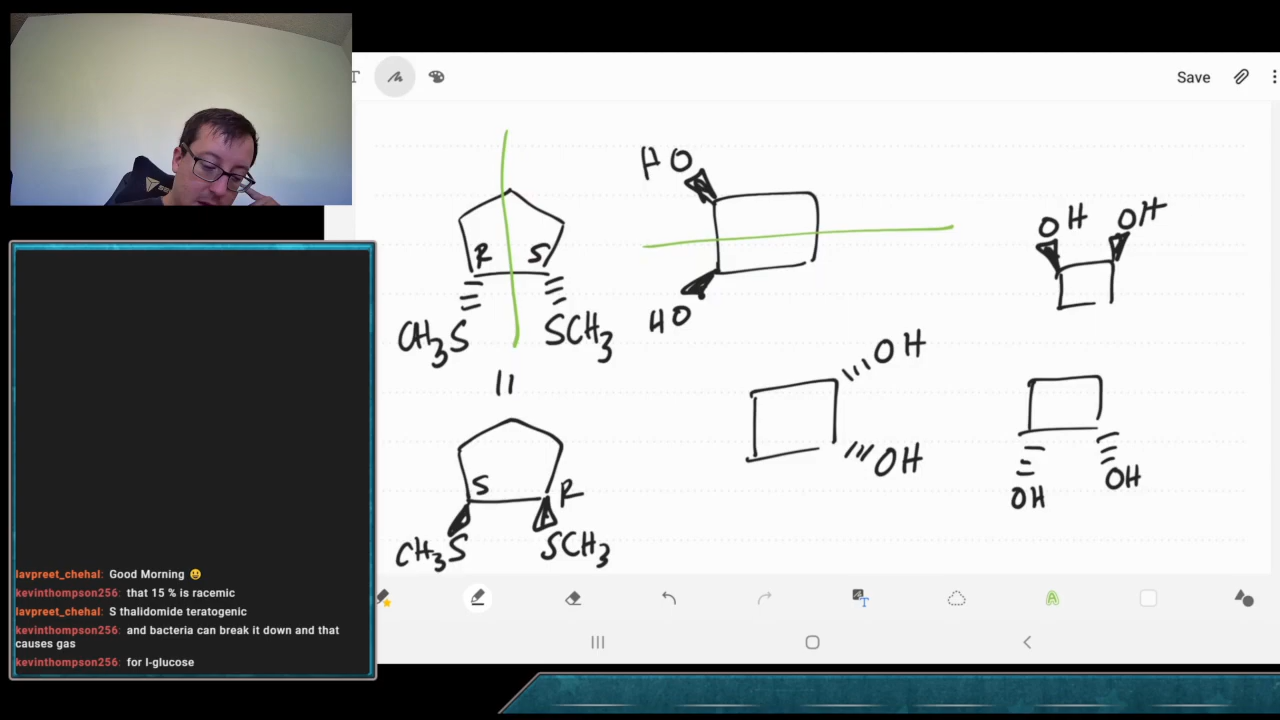 T
Save
HO
HO
R S
CH3S SCH3
=
S R
CH3S SCH3
OH
OH
OH OH
OH OH
lavpreet_chehal: Good Morning 😃
kevinthompson256: that 15 % is racemic
lavpreet_chehal: S thalidomide teratogenic
kevinthompson256: and bacteria can break it down and that
causes gas
kevinthompson256: for l-glucose
T
A